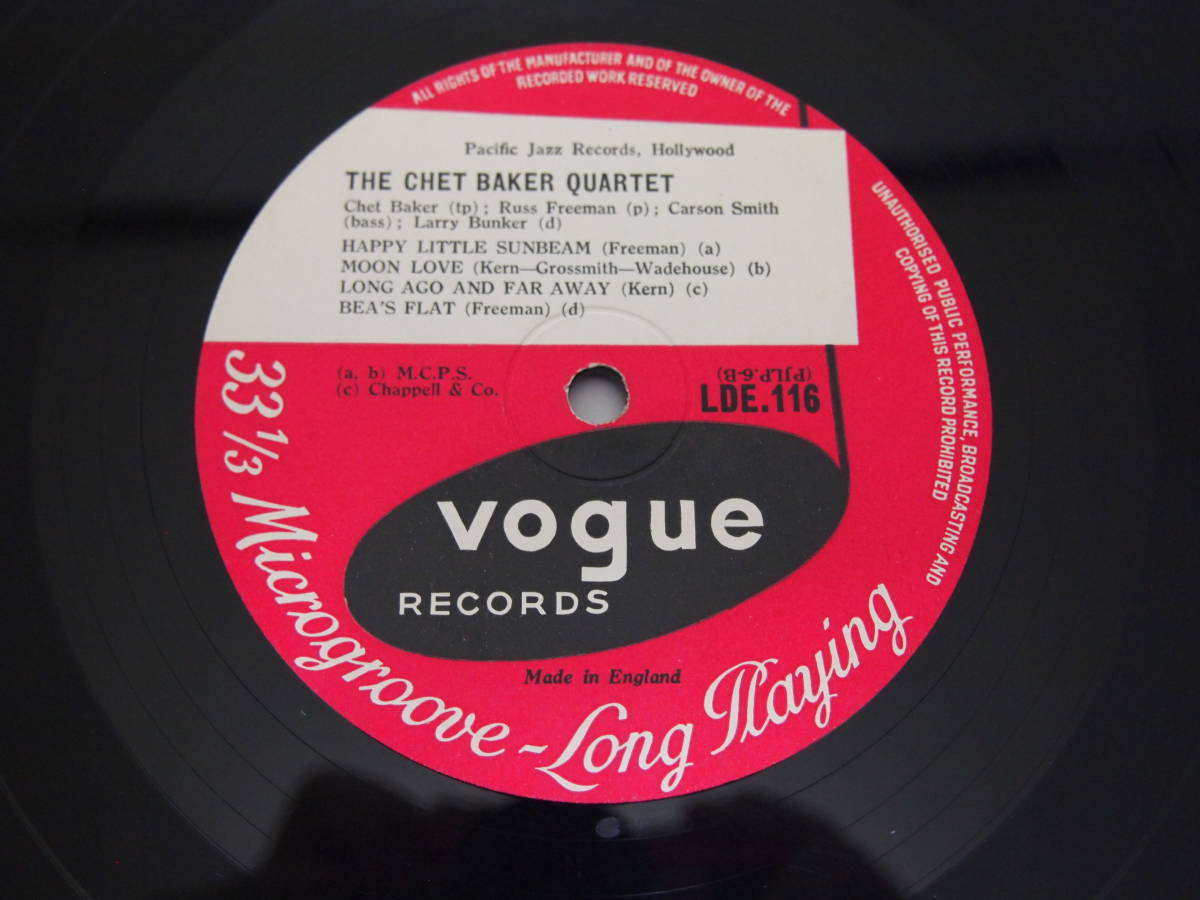 ALL RIGHTS OF THE MANUFACTURER AND OF THE OWNER OF THE
RECORDED WORK RESERVED
Pacific Jazz Records, Hollywood
THE CHET BAKER QUARTET
Chet Baker (tp) ; Russ Freeman (p) ; Carson Smith
(bass) ; Larry Bunker (d)
HAPPY LITTLE SUNBEAM (Freeman) (a)
MOON LOVE (Kern—Grossmith—Wadehouse) (b)
LONG AGO AND FAR AWAY (Kern) (c)
BEA'S FLAT (Freeman) (d)
(a, b) M.C.P.S.
(c) Chappell & Co.
(PJLP.6-B)
LDE.116
vogue
RECORDS
Made in England
33 1/3 Microgroove - Long Playing
UNAUTHORISED PUBLIC PERFORMANCE, BROADCASTING AND
COPYING OF THIS RECORD PROHIBITED